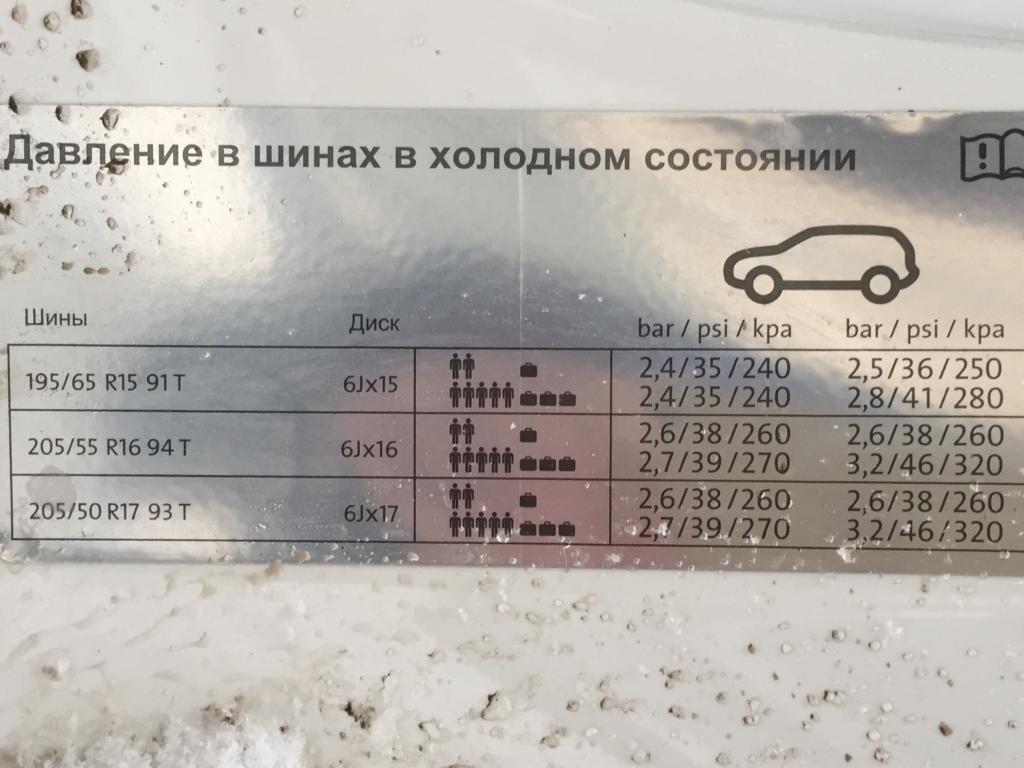 Давление в шинах в холодном состоянии
Шины Диск bar / psi / kpa bar / psi / kpa
195/65 R15 91 T 6Jx15 2,4/35/240 2,5/36/250
2,4/35/240 2,8/41/280
205/55 R16 94 T 6Jx16 2,6/38/260 2,6/38/260
2,7/39/270 3,2/46/320
205/50 R17 93 T 6Jx17 2,6/38/260 2,6/38/260
2,7/39/270 3,2/46/320